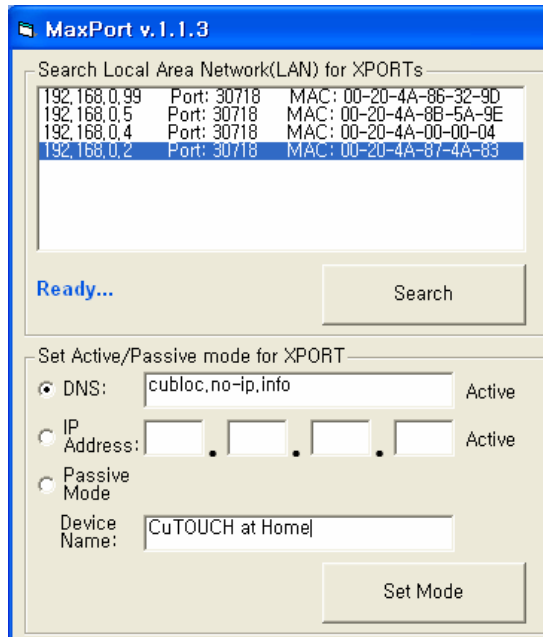 MaxPort v.1.1.3
Search Local Area Network(LAN) for XPORTs
192,168,0,99 Port: 30718 MAC: 00-20-4A-86-32-9D
192,168,0,5 Port: 30718 MAC: 00-20-4A-8B-5A-9E
192,168,0,4 Port: 30718 MAC: 00-20-4A-00-00-04
192,168,0,2 Port: 30718 MAC: 00-20-4A-87-4A-83
Ready...
Search
Set Active/Passive mode for XPORT
DNS: cubloc,no-ip,info Active
IP
Address: . . . Active
Passive
Mode
Device
Name: CuTOUCH at Home
Set Mode